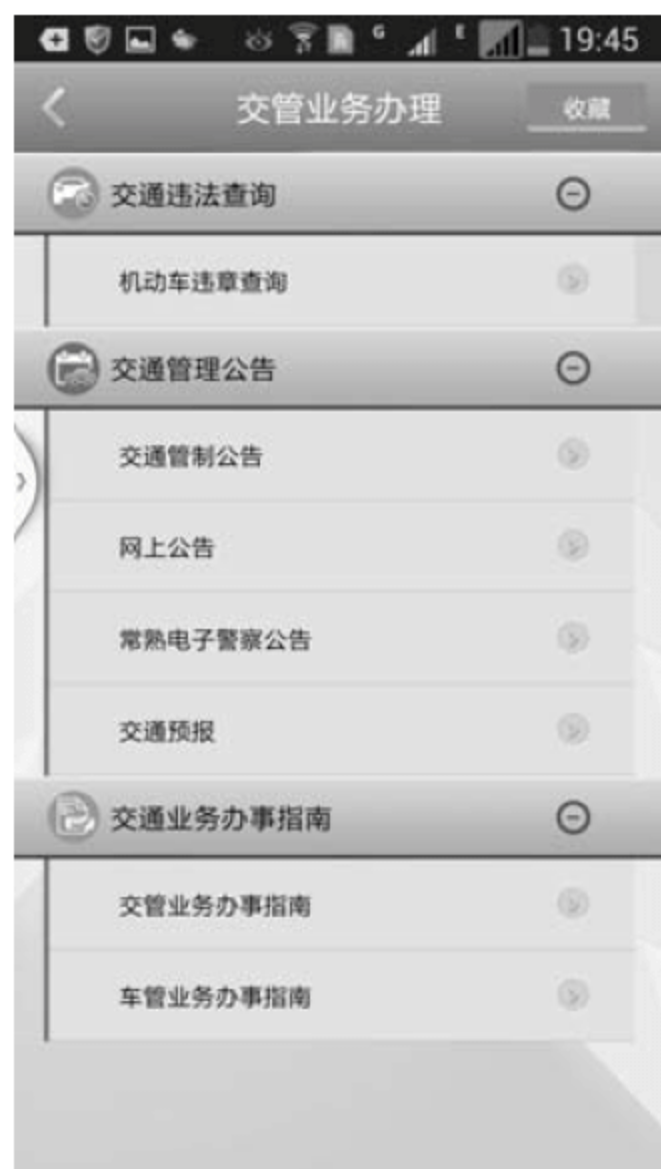 G
E
19:45
交管业务办理
收藏
交通违法查询
机动车违章查询
交通管理公告
交通管制公告
网上公告
常熟电子警察公告
交通预报
交通业务办事指南
交管业务办事指南
车管业务办事指南